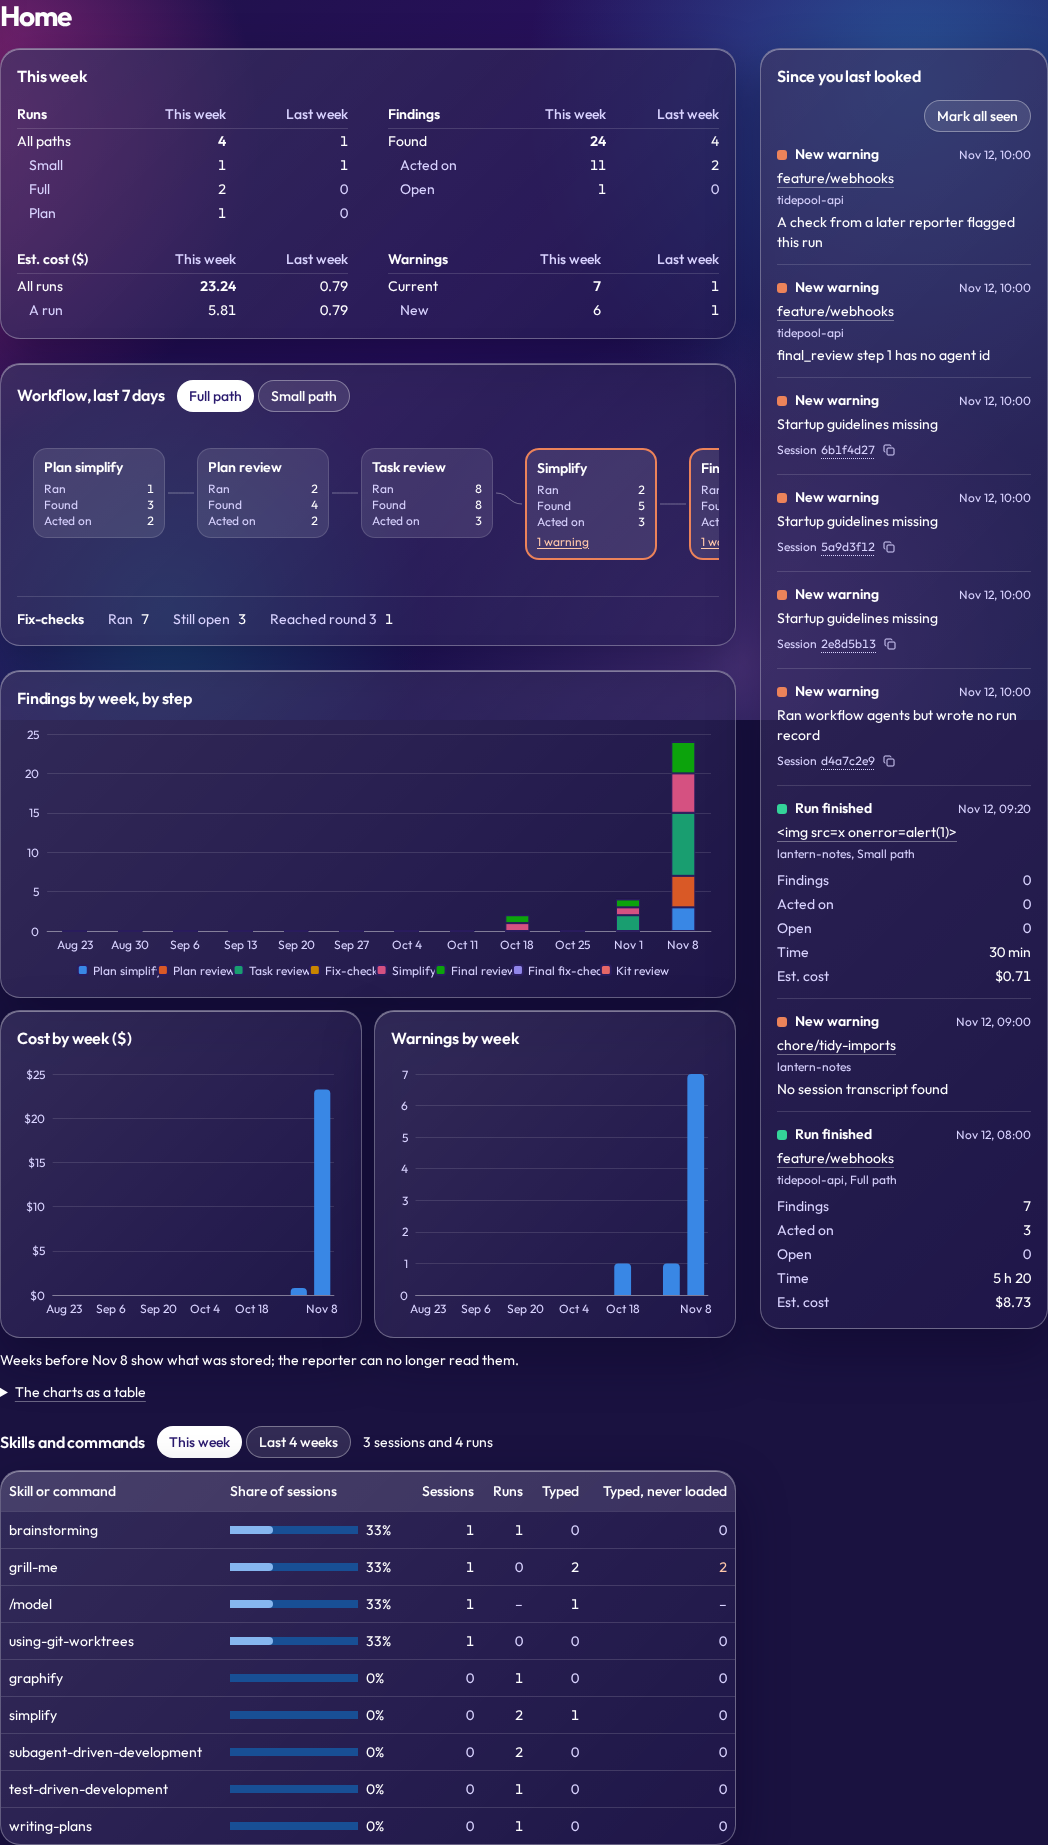 Home
This week
Runs This week Last week
All paths 4 1
Small 1 1
Full 2 0
Plan 1 0
Findings This week Last week
Found 24 4
Acted on 11 2
Open 1 0
Est. cost ($) This week Last week
All runs 23.24 0.79
A run 5.81 0.79
Warnings This week Last week
Current 7 1
New 6 1
Workflow, last 7 days Full path Small path
Plan simplify
Ran 1
Found 3
Acted on 2
Plan review
Ran 2
Found 4
Acted on 2
Task review
Ran 8
Found 8
Acted on 3
Simplify
Ran 2
Found 5
Acted on 3
1 warning
Fin
Ran
Fou
Act
1 wa
Fix-checks Ran 7 Still open 3 Reached round 3 1
Findings by week, by step
25
20
15
10
5
0
Aug 23 Aug 30 Sep 6 Sep 13 Sep 20 Sep 27 Oct 4 Oct 11 Oct 18 Oct 25 Nov 1 Nov 8
Plan simplify Plan review Task review Fix-check Simplify Final review Final fix-chec Kit review
Cost by week ($)
$25
$20
$15
$10
$5
$0
Aug 23 Sep 6 Sep 20 Oct 4 Oct 18 Nov 8
Warnings by week
7
6
5
4
3
2
1
0
Aug 23 Sep 6 Sep 20 Oct 4 Oct 18 Nov 8
Weeks before Nov 8 show what was stored; the reporter can no longer read them.
The charts as a table
Skills and commands This week Last 4 weeks 3 sessions and 4 runs
Skill or command Share of sessions Sessions Runs Typed Typed, never loaded
brainstorming 33% 1 1 0 0
grill-me 33% 1 0 2 2
/model 33% 1 – 1 –
using-git-worktrees 33% 1 0 0 0
graphify 0% 0 1 0 0
simplify 0% 0 2 1 0
subagent-driven-development 0% 0 2 0 0
test-driven-development 0% 0 1 0 0
writing-plans 0% 0 1 0 0
Since you last looked
Mark all seen
New warning Nov 12, 10:00
feature/webhooks
tidepool-api
A check from a later reporter flagged
this run
New warning Nov 12, 10:00
feature/webhooks
tidepool-api
final_review step 1 has no agent id
New warning Nov 12, 10:00
Startup guidelines missing
Session 6b1f4d27
New warning Nov 12, 10:00
Startup guidelines missing
Session 5a9d3f12
New warning Nov 12, 10:00
Startup guidelines missing
Session 2e8d5b13
New warning Nov 12, 10:00
Ran workflow agents but wrote no run
record
Session d4a7c2e9
Run finished Nov 12, 09:20
<img src=x onerror=alert(1)>
lantern-notes, Small path
Findings 0
Acted on 0
Open 0
Time 30 min
Est. cost $0.71
New warning Nov 12, 09:00
chore/tidy-imports
lantern-notes
No session transcript found
Run finished Nov 12, 08:00
feature/webhooks
tidepool-api, Full path
Findings 7
Acted on 3
Open 0
Time 5 h 20
Est. cost $8.73